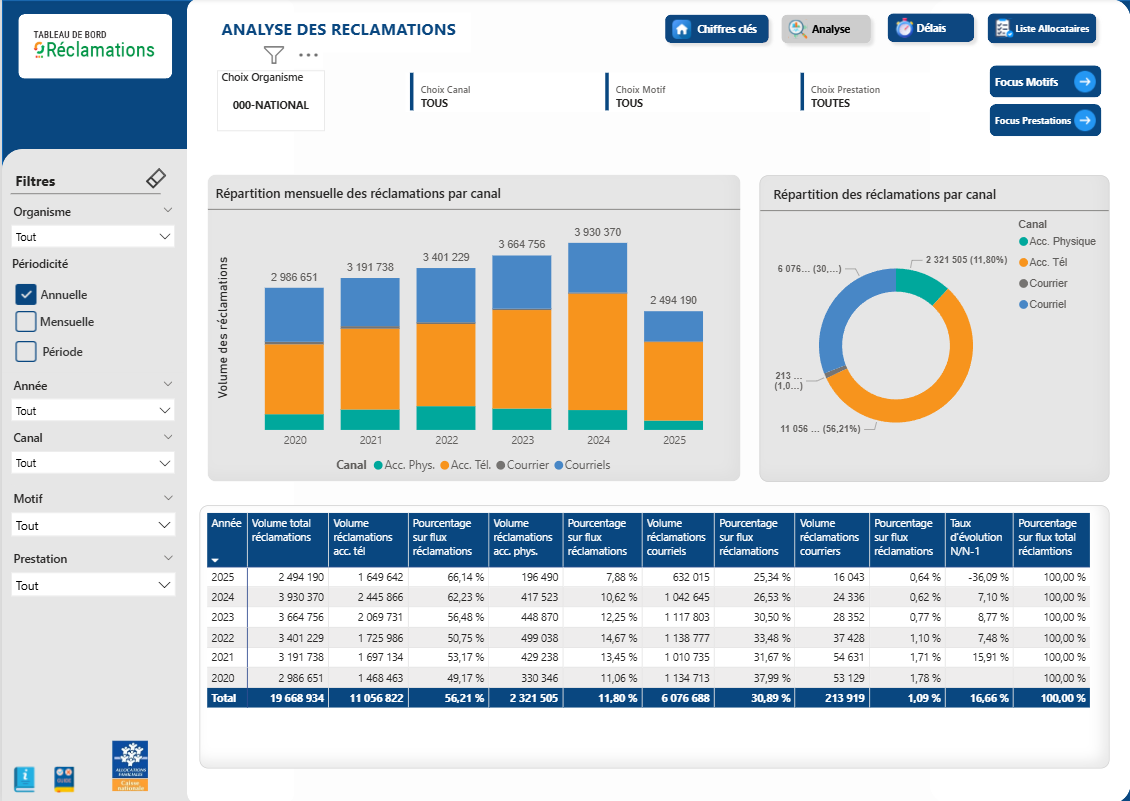 TABLEAU DE BORD
Réclamations
ANALYSE DES RECLAMATIONS
Chiffres clés
Analyse
Délais
Liste Allocataires
Choix Organisme
000-NATIONAL
Choix Canal
TOUS
Choix Motif
TOUS
Choix Prestation
TOUTES
Focus Motifs
Focus Prestations
Filtres
Organisme
Tout
Périodicité
Annuelle
Mensuelle
Période
Année
Tout
Canal
Tout
Motif
Tout
Prestation
Tout
ALLOCATIONS
FAMILIALES
Caisse
nationale
Répartition mensuelle des réclamations par canal
Volume des réclamations
2 986 651
3 191 738
3 401 229
3 664 756
3 930 370
2 494 190
2020 2021 2022 2023 2024 2025
Canal Acc. Phys. Acc. Tél. Courrier Courriels
Répartition des réclamations par canal
Canal
Acc. Physique
Acc. Tél
Courrier
Courriel
2 321 505 (11,80%)
6 076... (30,...)
213 ...
(1,0...)
11 056 ... (56,21%)
Année Volume total réclamations Volume réclamations acc. tél Pourcentage sur flux réclamations Volume réclamations acc. phys. Pourcentage sur flux réclamations Volume réclamations courriels Pourcentage sur flux réclamations Volume réclamations courriers Pourcentage sur flux réclamations Taux d'évolution N/N-1 Pourcentage sur flux total réclamtions
2025 2 494 190 1 649 642 66,14 % 196 490 7,88 % 632 015 25,34 % 16 043 0,64 % -36,09 % 100,00 %
2024 3 930 370 2 445 866 62,23 % 417 523 10,62 % 1 042 645 26,53 % 24 336 0,62 % 7,10 % 100,00 %
2023 3 664 756 2 069 731 56,48 % 448 870 12,25 % 1 117 803 30,50 % 28 352 0,77 % 8,77 % 100,00 %
2022 3 401 229 1 725 986 50,75 % 499 038 14,67 % 1 138 777 33,48 % 37 428 1,10 % 7,48 % 100,00 %
2021 3 191 738 1 697 134 53,17 % 429 238 13,45 % 1 010 735 31,67 % 54 631 1,71 % 15,91 % 100,00 %
2020 2 986 651 1 468 463 49,17 % 330 346 11,06 % 1 134 713 37,99 % 53 129 1,78 % 100,00 %
Total 19 668 934 11 056 822 56,21 % 2 321 505 11,80 % 6 076 688 30,89 % 213 919 1,09 % 16,66 % 100,00 %